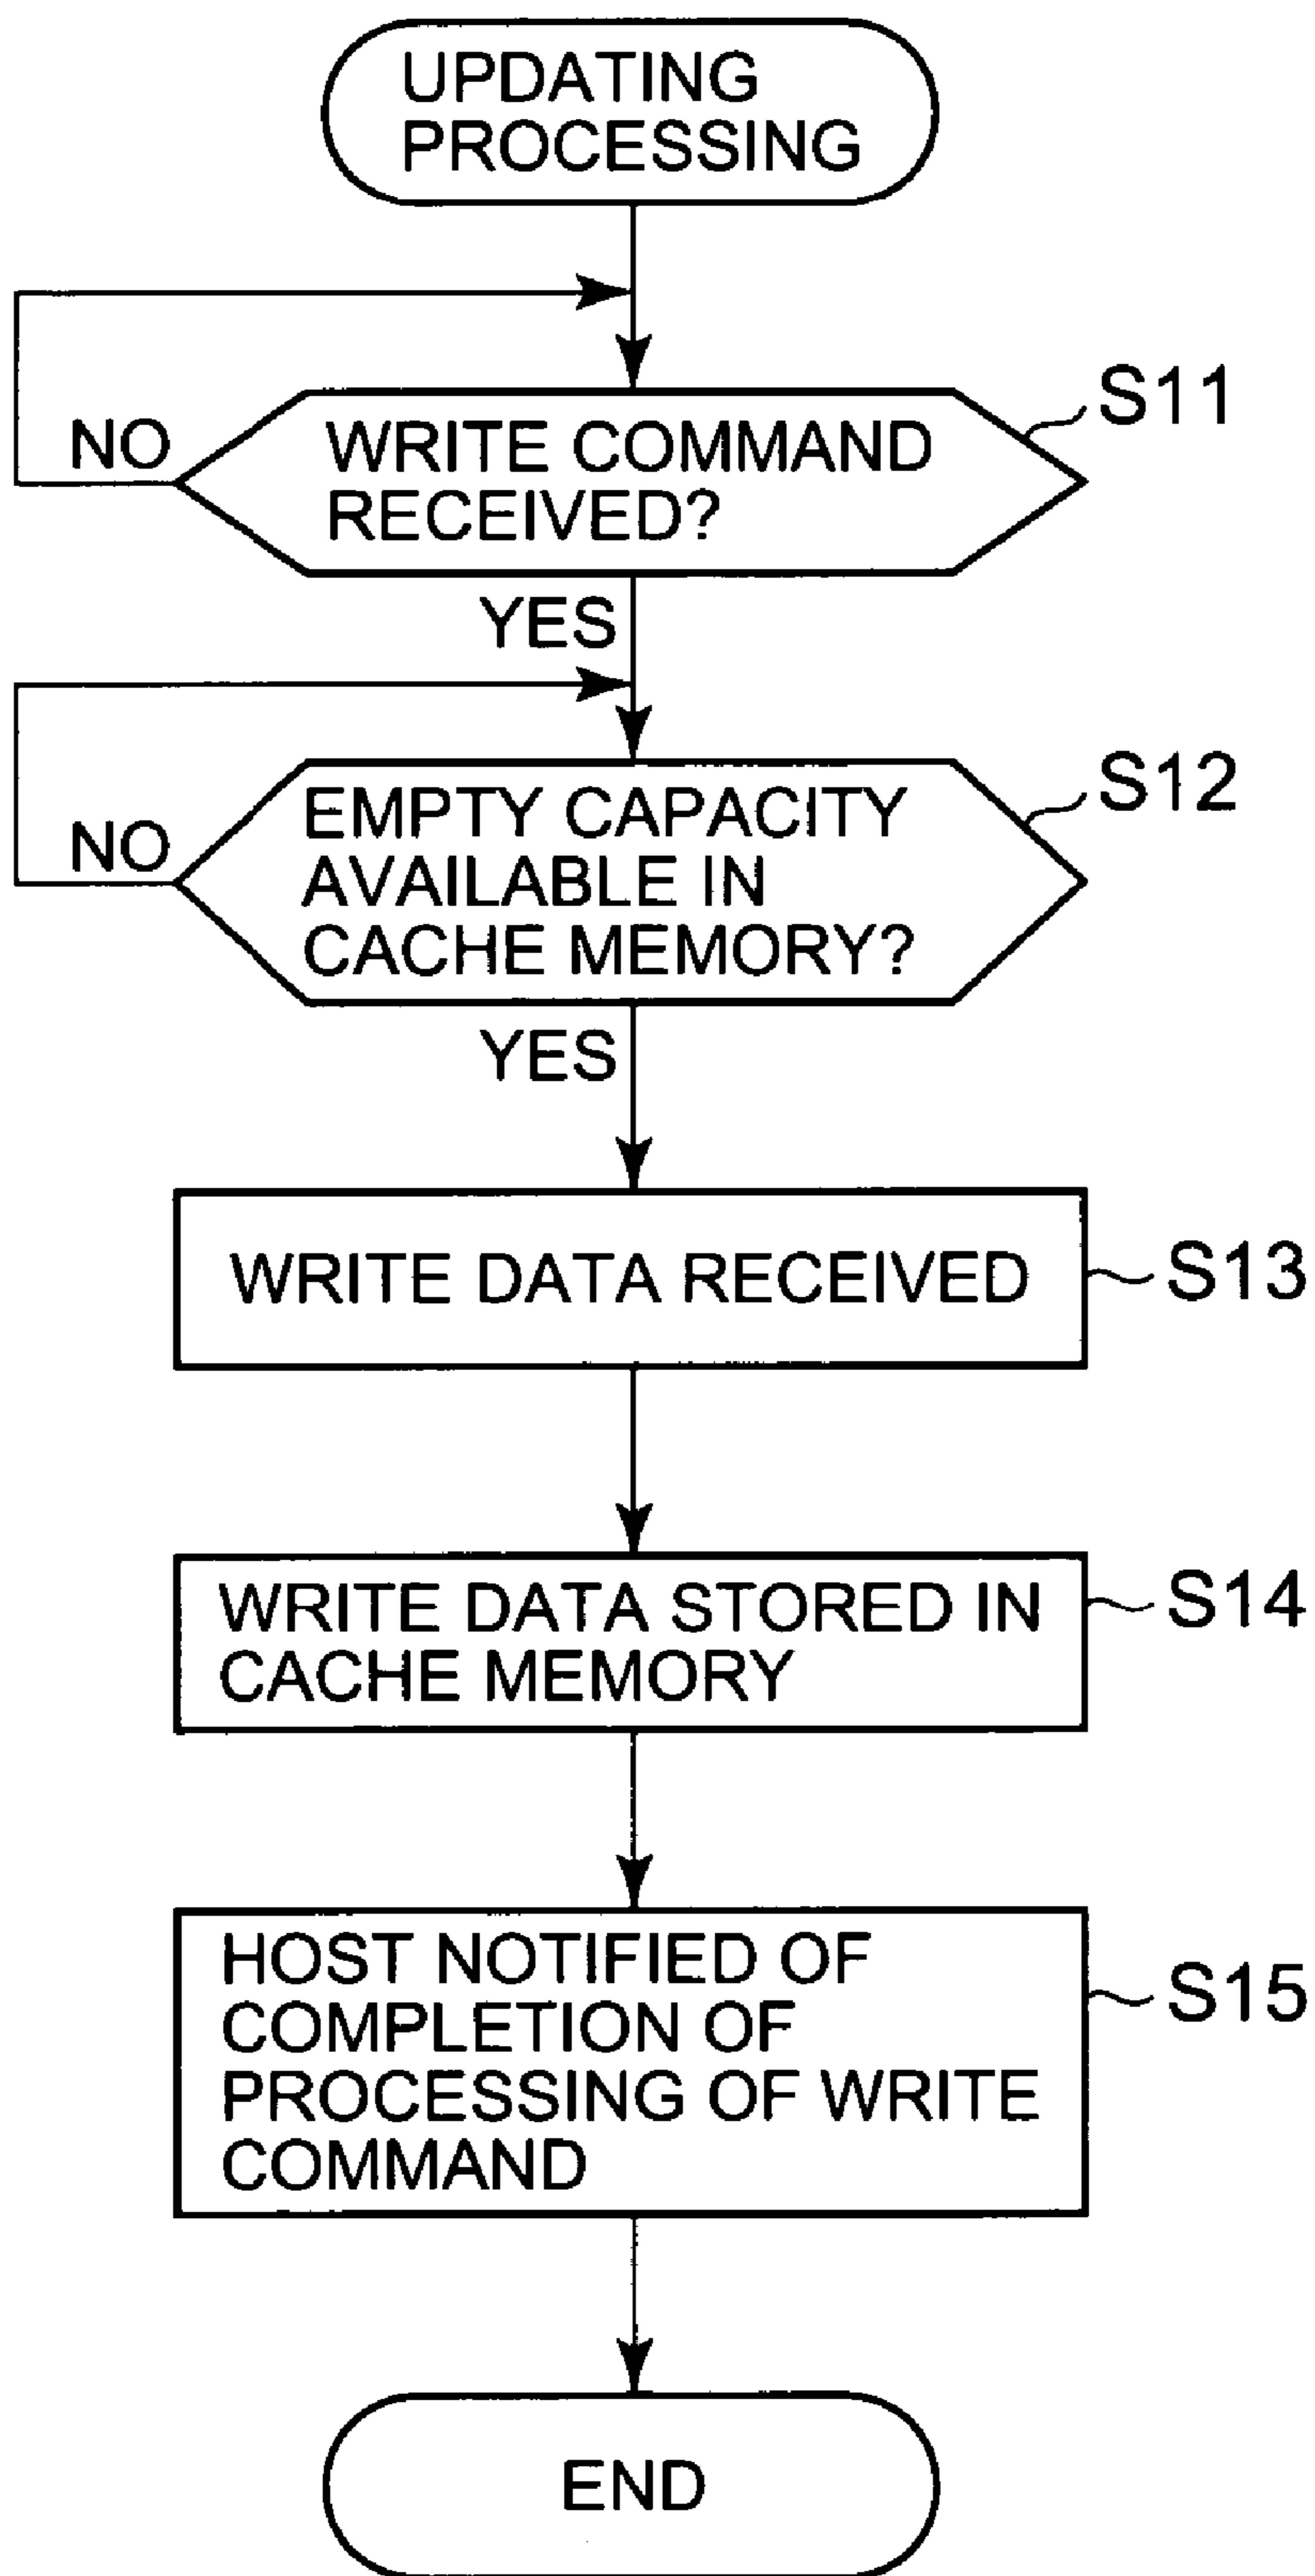 UPDATING
PROCESSING
S11
NO
WRITE COMMAND
RECEIVED?
YES
S12
NO
EMPTY CAPACITY
AVAILABLE IN
CACHE MEMORY?
YES
WRITE DATA RECEIVED
S13
WRITE DATA STORED IN
CACHE MEMORY
S14
HOST NOTIFIED OF
COMPLETION OF
PROCESSING OF WRITE
COMMAND
S15
END